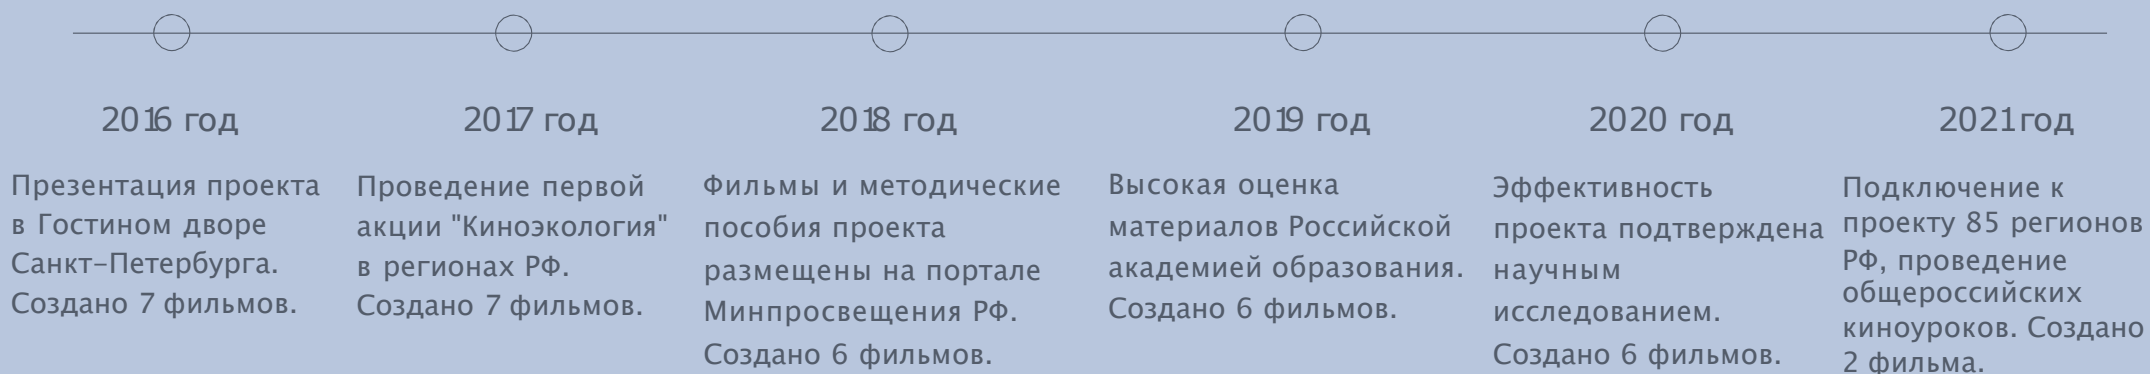 2016 год
Презентация проекта
в Гостином дворе
Санкт-Петербурга.
Создано 7 фильмов.
2017 год
Проведение первой
акции "Киноэкология"
в регионах РФ.
Создано 7 фильмов.
2018 год
Фильмы и методические
пособия проекта
размещены на портале
Минпросвещения РФ.
Создано 6 фильмов.
2019 год
Высокая оценка
материалов Российской
академией образования.
Создано 6 фильмов.
2020 год
Эффективность
проекта подтверждена
научным
исследованием.
Создано 6 фильмов.
2021 год
Подключение к
проекту 85 регионов
РФ, проведение
общероссийских
киноуроков. Создано
2 фильма.